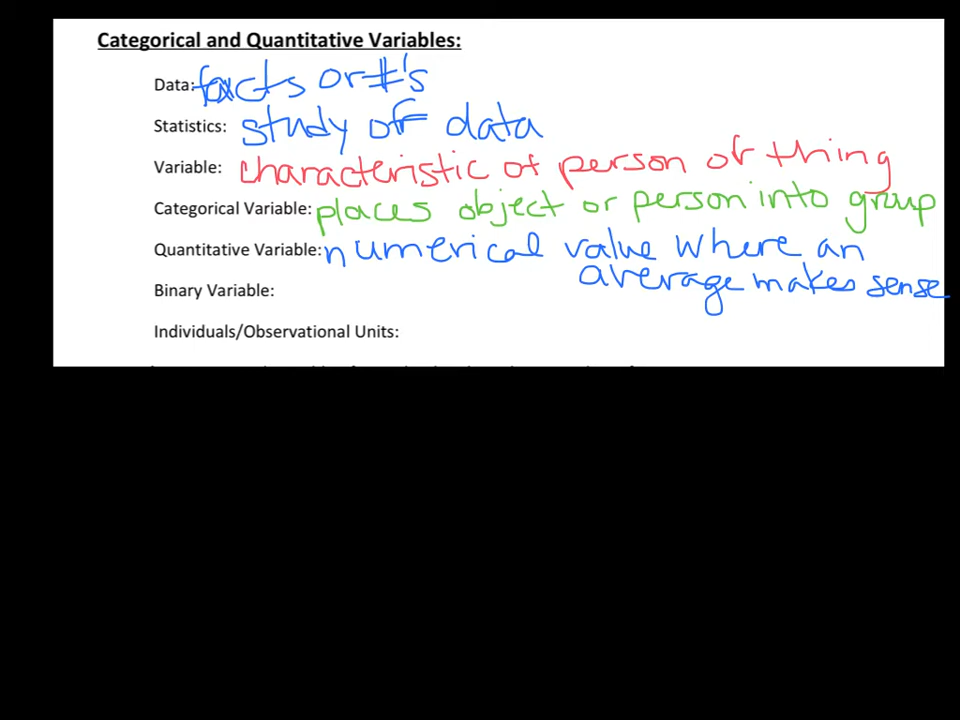 Categorical and Quantitative Variables:
Data: facts or #'s
Statistics: study of data
Variable: characteristic of person or thing
Categorical Variable: places object or person into group
Quantitative Variable: numerical value where an
average makes sense
Binary Variable:
Individuals/Observational Units: